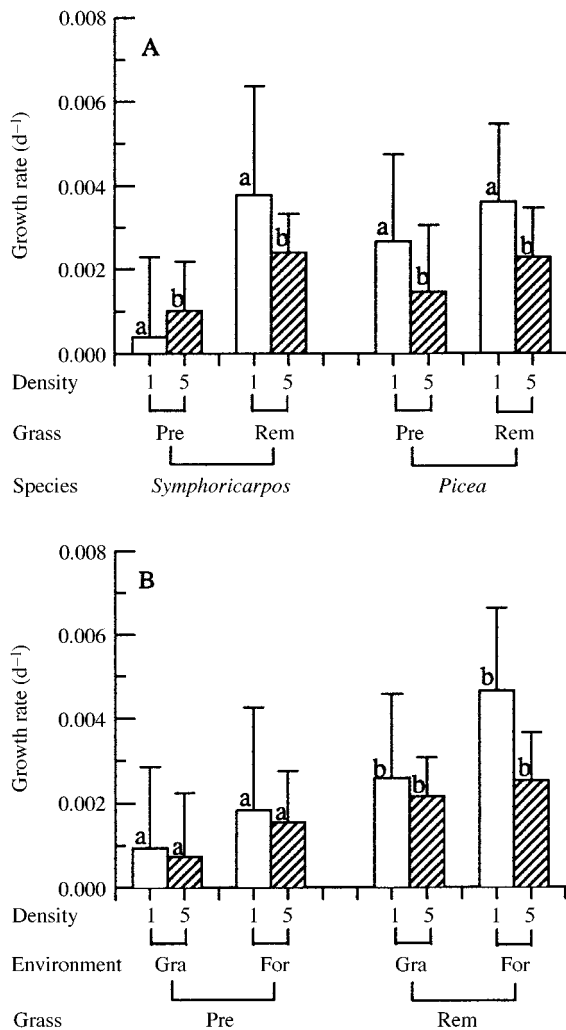 A
Growth rate (d⁻¹)
0.008
0.006
0.004
0.002
0.000
a b a b a b a b
Density 1 5 1 5 1 5 1 5
Grass Pre Rem Pre Rem
Species Symphoricarpos Picea
B
Growth rate (d⁻¹)
0.008
0.006
0.004
0.002
0.000
a a a a b b b b
Density 1 5 1 5 1 5 1 5
Environment Gra For Gra For
Grass Pre Rem